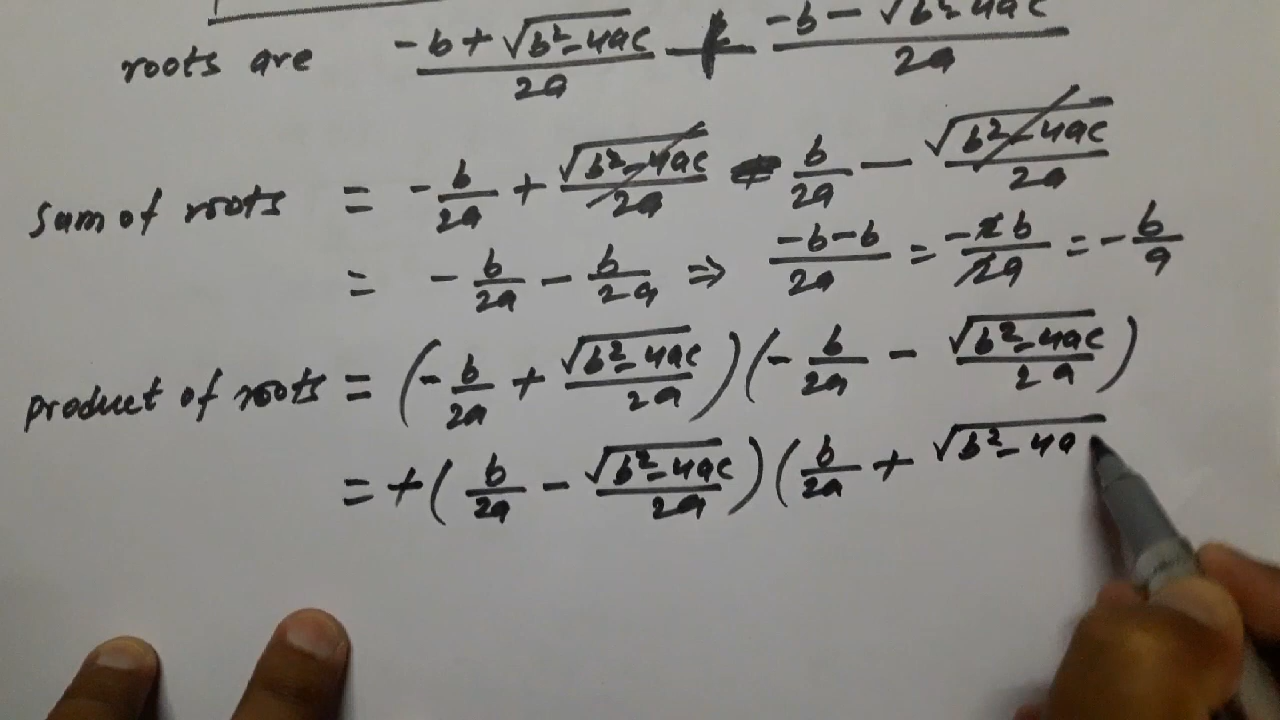 roots are (-b + √(b² - 4ac))/2a & (-b - √(b² - 4ac))/2a
Sum of roots = -b/2a + √(b² - 4ac)/2a - b/2a - √(b² - 4ac)/2a
= -b/2a - b/2a ⇒ (-b-b)/2a = -2b/2a = -b/a
product of roots = (-b/2a + √(b² - 4ac)/2a)(-b/2a - √(b² - 4ac)/2a)
= +(b/2a - √(b² - 4ac)/2a)(b/2a + √b² - 4a